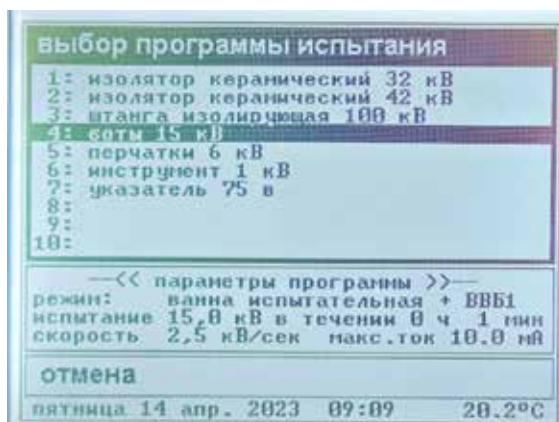 выбор программы испытания
1: изолятор керамический 32 кВ
2: изолятор керамический 42 кВ
3: штанга изолирующая 100 кВ
4: боты 15 кВ
5: перчатки 6 кВ
6: инструмент 1 кВ
7: указатель 75 в
8:
9:
10:
—<< параметры программы >>—
режим: ванна испытательная + ВВБ1
испытание 15,0 кВ в течении 0 ч 1 мин
скорость 2,5 кВ/сек макс.ток 10.0 мА
отмена
пятница 14 апр. 2023 09:09 20.2°C